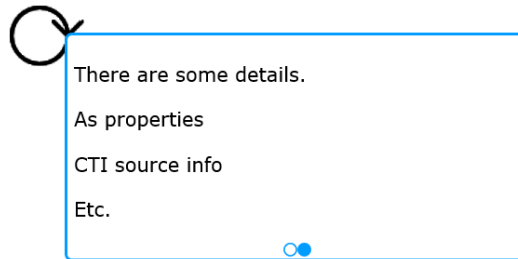 There are some details.
As properties
CTI source info
Etc.